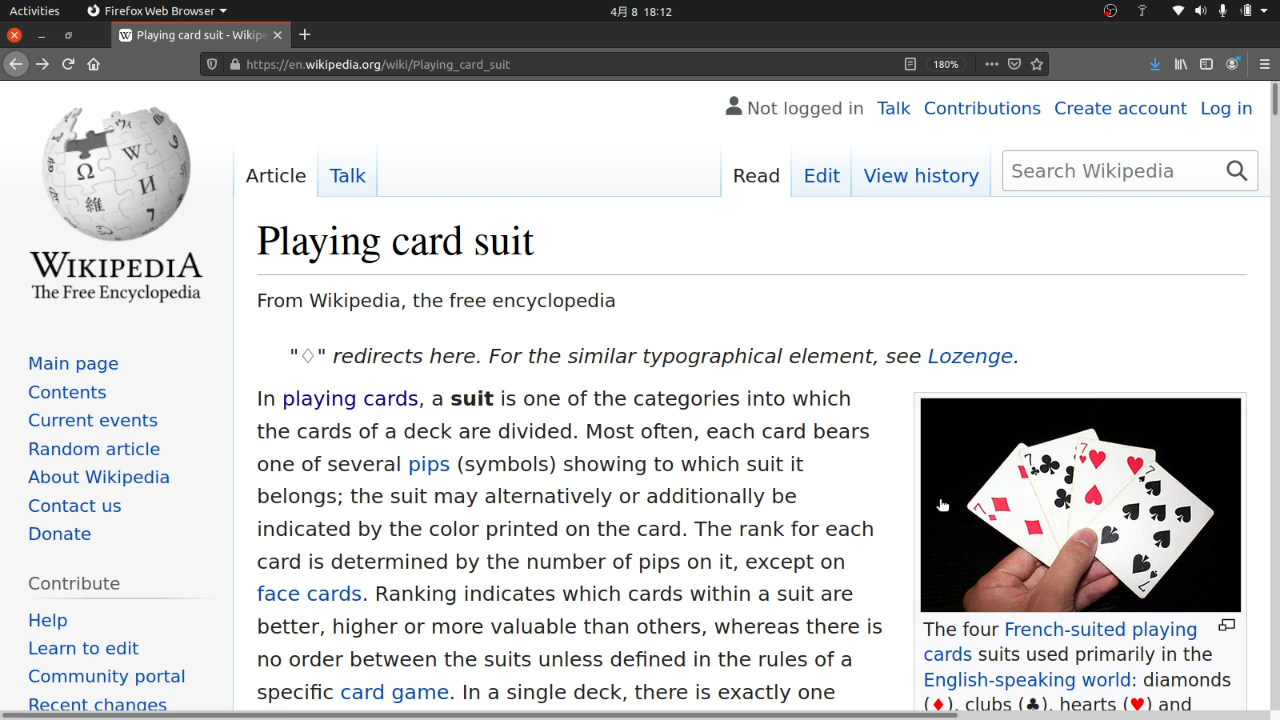 Activities Firefox Web Browser 4月 8 18:12
Playing card suit - Wikipe
https://en.wikipedia.org/wiki/Playing_card_suit 180%
Not logged in Talk Contributions Create account Log in
Article Talk Read Edit View history Search Wikipedia
WIKIPEDIA
The Free Encyclopedia
Playing card suit
From Wikipedia, the free encyclopedia
"♢" redirects here. For the similar typographical element, see Lozenge.
In playing cards, a suit is one of the categories into which
the cards of a deck are divided. Most often, each card bears
one of several pips (symbols) showing to which suit it
belongs; the suit may alternatively or additionally be
indicated by the color printed on the card. The rank for each
card is determined by the number of pips on it, except on
face cards. Ranking indicates which cards within a suit are
better, higher or more valuable than others, whereas there is
no order between the suits unless defined in the rules of a
specific card game. In a single deck, there is exactly one
7 7 7 7 7
The four French-suited playing
cards suits used primarily in the
English-speaking world: diamonds
(♦), clubs (♣), hearts (♥) and
Main page
Contents
Current events
Random article
About Wikipedia
Contact us
Donate
Contribute
Help
Learn to edit
Community portal
Recent changes